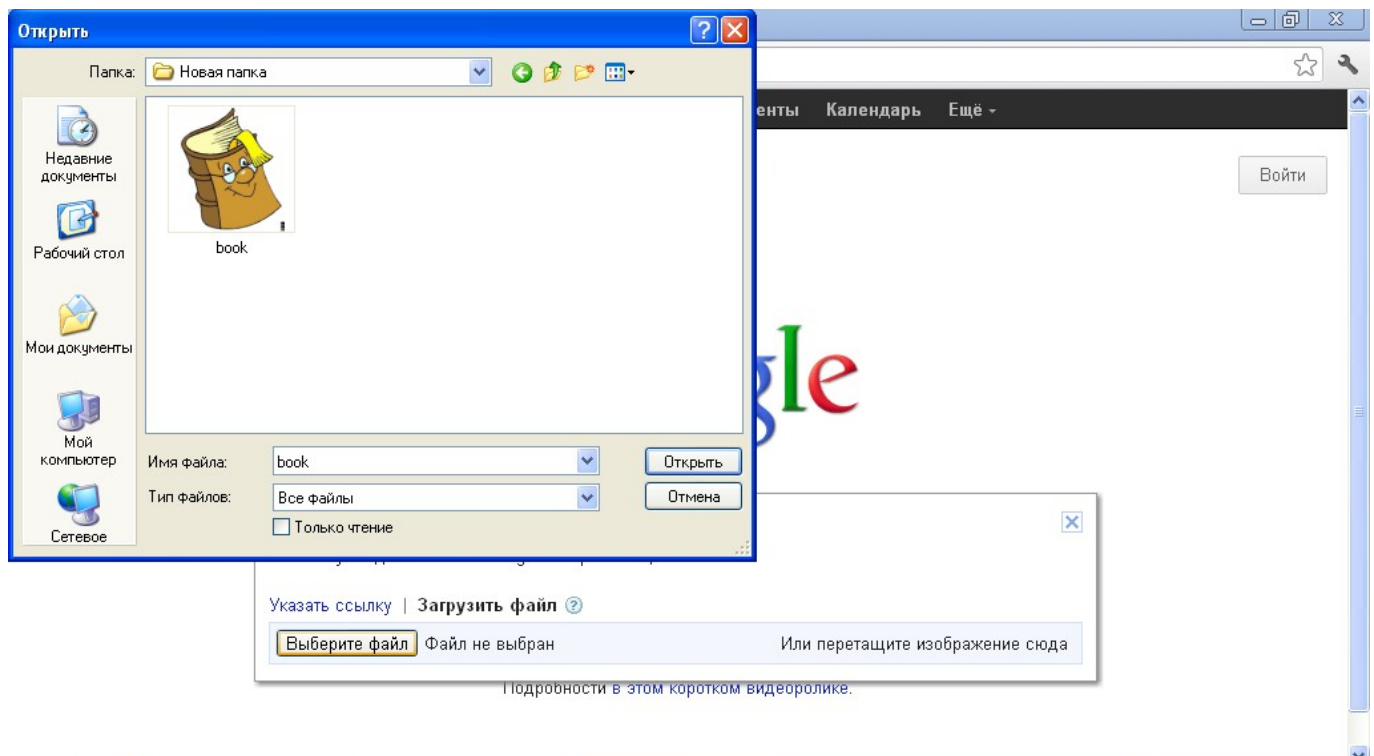 Открыть
Папка: Новая папка
Недавние
документы
Рабочий стол
Мои документы
Мой
компьютер
Сетевое
book
Имя файла: book Открыть
Тип файлов: Все файлы Отмена
Только чтение
Календарь Ещё
Войти
gle
Указать ссылку | Загрузить файл ?
Выберите файл Файл не выбран Или перетащите изображение сюда
Подробности в этом коротком видеоролике.